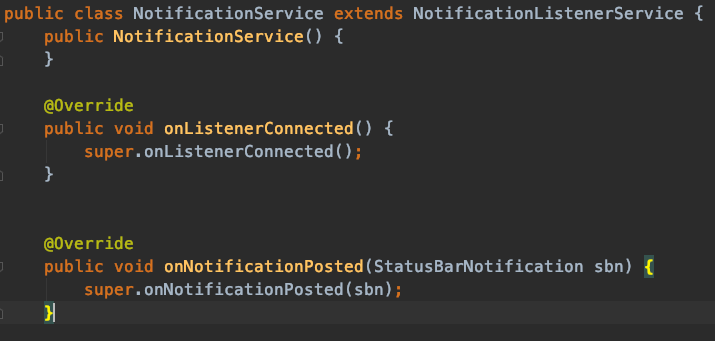 public class NotificationService extends NotificationListenerService {
    public NotificationService() {
    }
    @Override
    public void onListenerConnected() {
        super.onListenerConnected();
    }
    @Override
    public void onNotificationPosted(StatusBarNotification sbn) {
        super.onNotificationPosted(sbn);
    }